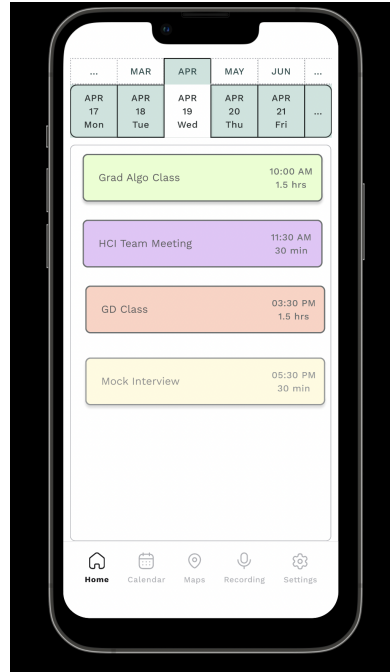 ... MAR APR MAY JUN ...
APR APR APR APR APR
17 18 19 20 21 ...
Mon Tue Wed Thu Fri
Grad Algo Class
10:00 AM
1.5 hrs
HCI Team Meeting
11:30 AM
30 min
GD Class
03:30 PM
1.5 hrs
Mock Interview
05:30 PM
30 min
Home Calendar Maps Recording Settings